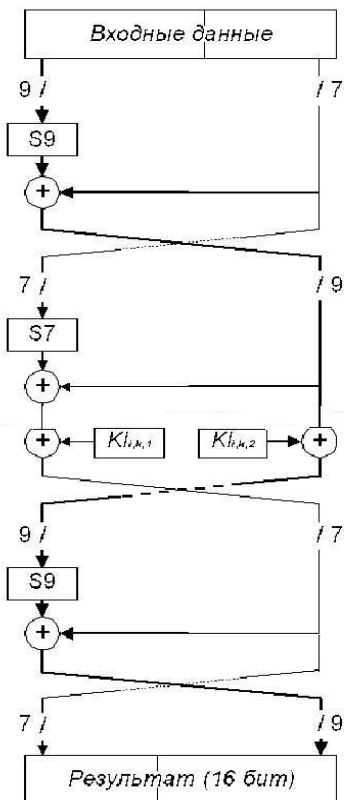 Входные данные
9 / / 7
S9
+
7 / / 9
S7
+
+ KIi,k,1 KIi,k,2 +
9 / / 7
S9
+
7 / / 9
Результат (16 бит)